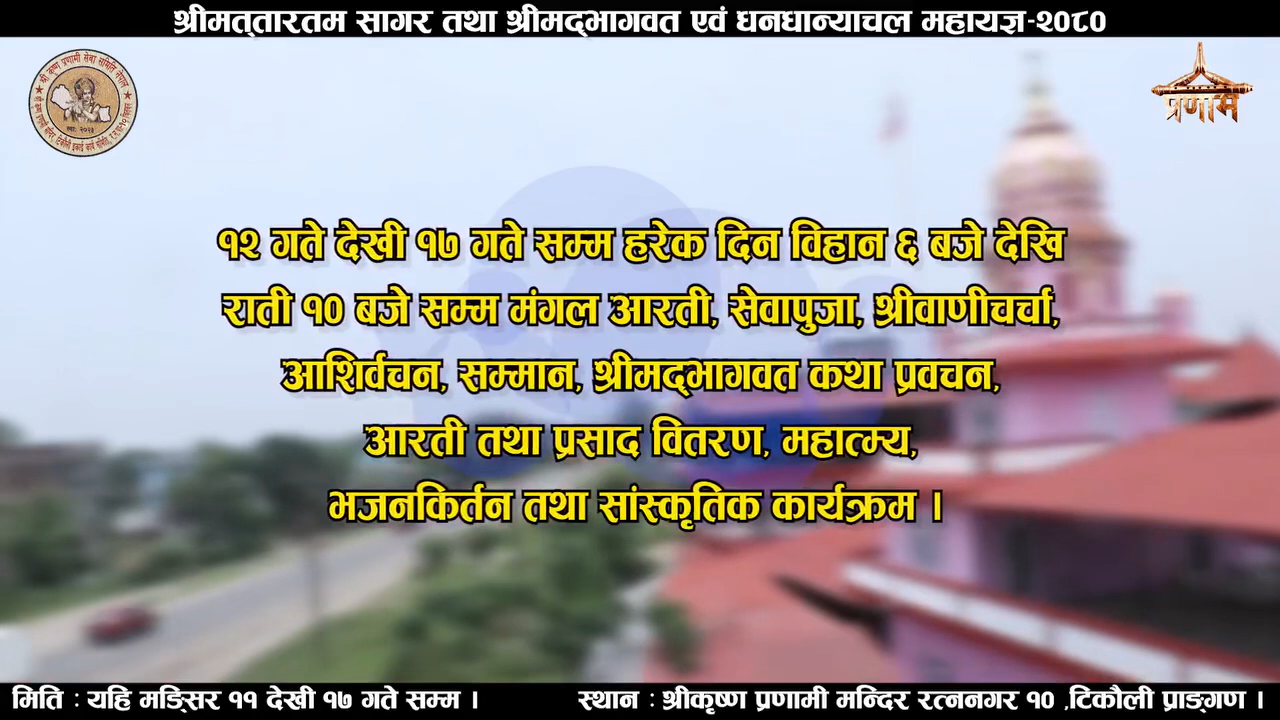 श्रीमत्तारतम सागर तथा श्रीमद्भागवत एवं धनधान्याचल महायज्ञ-२०८०
प्रणाम
१२ गते देखी १७ गते सम्म हरेक दिन विहान ६ बजे देखि
राती १० बजे सम्म मंगल आरती, सेवापुजा, श्रीवाणीचर्चा,
आशिर्वचन, सम्मान, श्रीमद्भागवत कथा प्रवचन,
आरती तथा प्रसाद वितरण, महात्म्य,
भजनकिर्तन तथा सांस्कृतिक कार्यक्रम ।
मिति : यहि मङ्सिर ११ देखी १७ गते सम्म ।
स्थान : श्रीकृष्ण प्रणामी मन्दिर रत्ननगर १० ,टिकौली प्राङ्गण ।